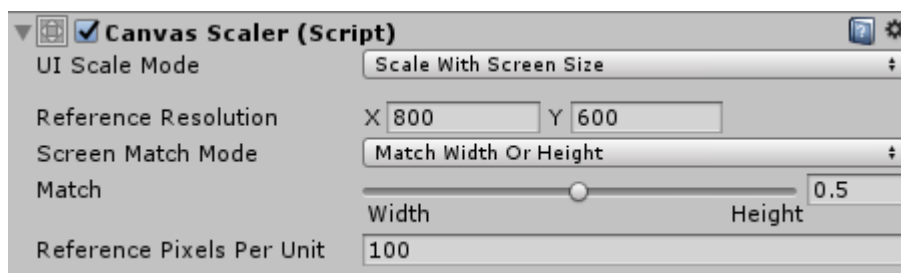 Canvas Scaler (Script)
UI Scale Mode Scale With Screen Size
Reference Resolution X 800 Y 600
Screen Match Mode Match Width Or Height
Match 0.5
Width Height
Reference Pixels Per Unit 100